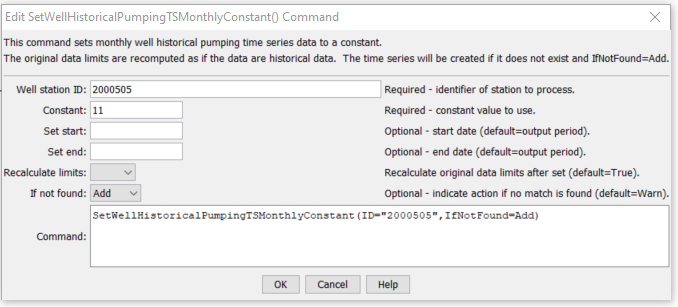 Edit SetWellHistoricalPumpingTSMonthlyConstant() Command
This command sets monthly well historical pumping time series data to a constant.
The original data limits are recomputed as if the data are historical data. The time series will be created if it does not exist and IfNotFound=Add.
Well station ID: 2000505 Required - identifier of station to process.
Constant: 11 Required - constant value to use.
Set start: Optional - start date (default=output period).
Set end: Optional - end date (default=output period).
Recalculate limits: Recalculate original data limits after set (default=True).
If not found: Add Optional - indicate action if no match is found (default=Warn).
SetWellHistoricalPumpingTSMonthlyConstant(ID="2000505",IfNotFound=Add)
Command:
OK Cancel Help